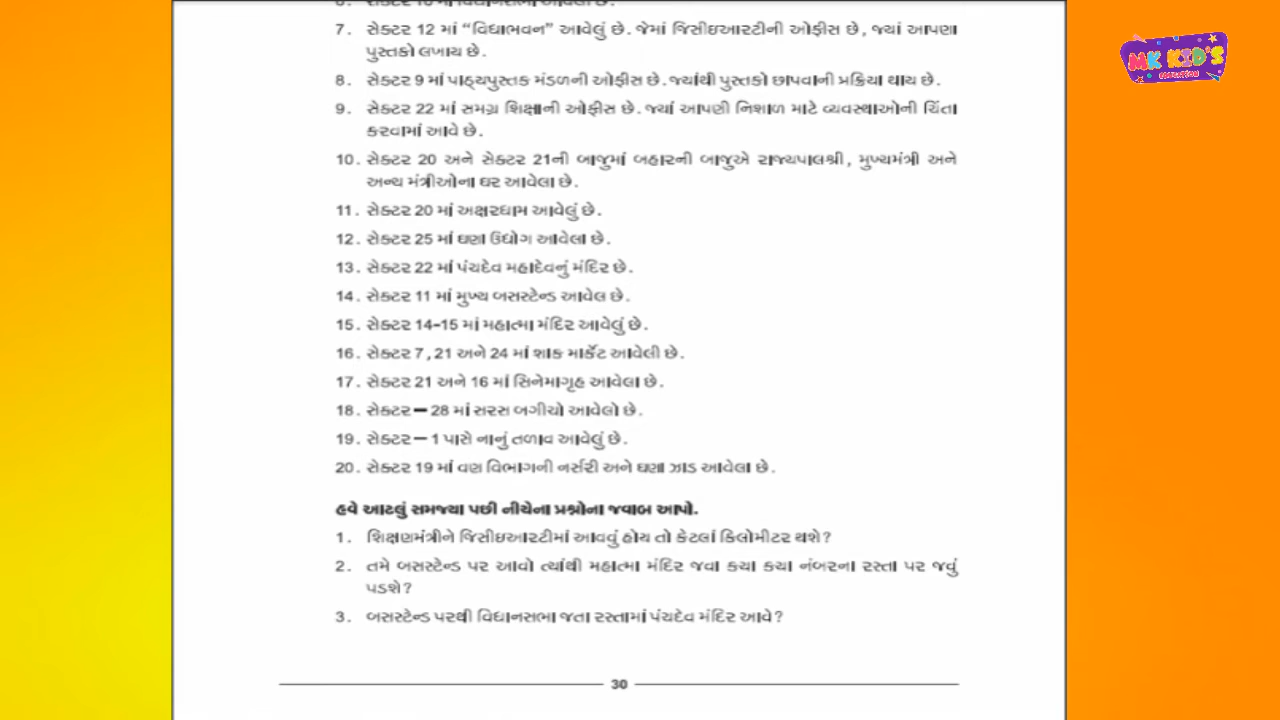 7. સેક્ટર 12 માં “વિદ્યાભવન” આવેલું છે. જેમાં જિસીઇઆરટીની ઓફીસ છે, જ્યાં આપણા
પુસ્તકો લખાય છે.
8. સેક્ટર 9 માં પાઠ્યપુસ્તક મંડળની ઓફીસ છે. જ્યાંથી પુસ્તકો છાપવાની પ્રક્રિયા થાય છે.
9. સેક્ટર 22 માં સમગ્ર શિક્ષાની ઓફીસ છે. જ્યાં આપણી નિશાળ માટે વ્યવસ્થાઓની ચિંતા
કરવામાં આવે છે.
10. સેક્ટર 20 અને સેક્ટર 21ની બાજુમાં બહારની બાજુએ રાજ્યપાલશ્રી, મુખ્યમંત્રી અને
અન્ય મંત્રીઓના ઘર આવેલા છે.
11. સેક્ટર 20 માં અક્ષરધામ આવેલું છે.
12. સેક્ટર 25 માં ઘણા ઉદ્યોગ આવેલા છે.
13. સેક્ટર 22 માં પંચદેવ મહાદેવનું મંદિર છે.
14. સેક્ટર 11 માં મુખ્ય બસસ્ટેન્ડ આવેલ છે.
15. સેક્ટર 14-15 માં મહાત્મા મંદિર આવેલું છે.
16. સેક્ટર 7, 21 અને 24 માં શાક માર્કેટ આવેલી છે.
17. સેક્ટર 21 અને 16 માં સિનેમાગૃહ આવેલા છે.
18. સેક્ટર – 28 માં સરસ બગીચો આવેલો છે.
19. સેક્ટર – 1 પાસે નાનું તળાવ આવેલું છે.
20. સેક્ટર 19 માં વણ વિભાગની નર્સરી અને ઘણા ઝાડ આવેલા છે.
હવે આટલું સમજ્યા પછી નીચેના પ્રશ્નોના જવાબ આપો.
1. શિક્ષણમંત્રીને જિસીઇઆરટીમાં આવવું હોય તો કેટલાં કિલોમીટર થશે?
2. તમે બસસ્ટેન્ડ પર આવો ત્યાંથી મહાત્મા મંદિર જવા કયા કયા નંબરના રસ્તા પર જવું
પડશે?
3. બસસ્ટેન્ડ પરથી વિધાનસભા જતા રસ્તામાં પંચદેવ મંદિર આવે?
30
MK KID'S
EDUCATION